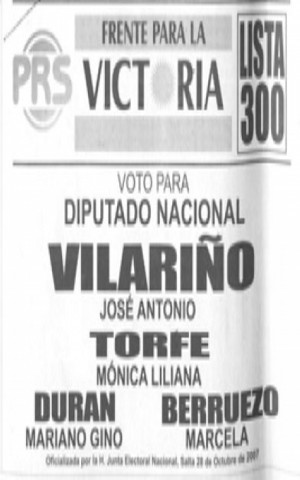 PRS
FRENTE PARA LA
VICTORIA
LISTA
300
VOTO PARA
DIPUTADO NACIONAL
VILARIÑO
JOSÉ ANTONIO
TORFE
MÓNICA LILIANA
DURAN
MARIANO GINO
BERRUEZO
MARCELA
Oficializada por la H. Junta Electoral Nacional, Salta 28 de Octubre de 2007